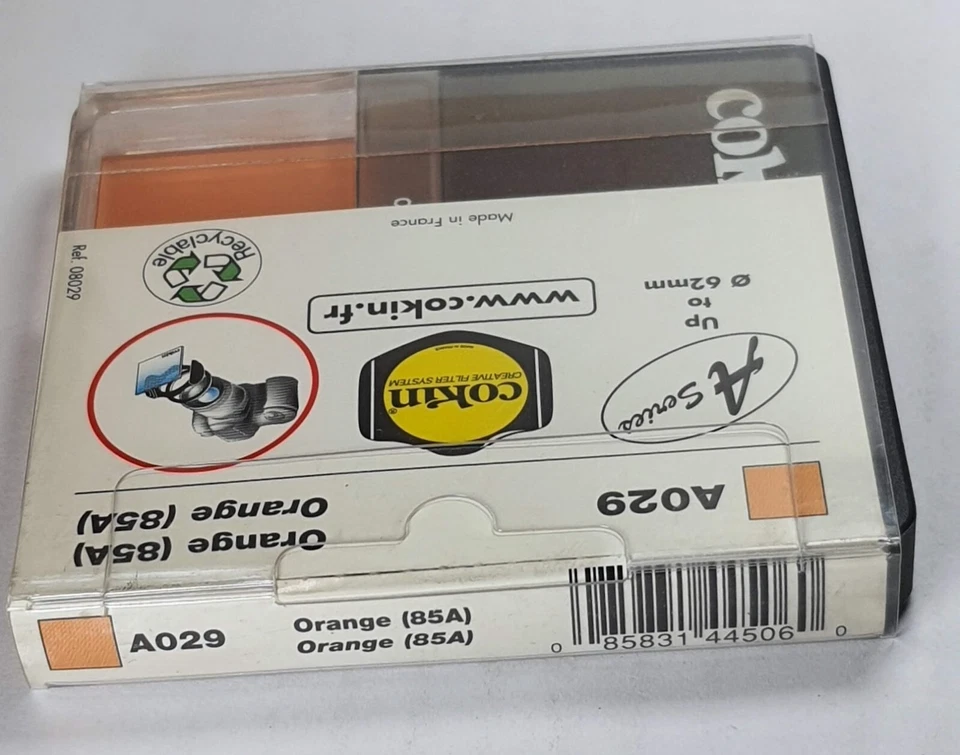 cok
Made in France
Recyclable
Ref. 08029
www.cokin.fr
Up
to
Ø 62mm
A Series
cokin®
CREATIVE FILTER SYSTEM
A029
Orange (85A)
Orange (85A)
A029
Orange (85A)
Orange (85A)
0 85831 44506 0